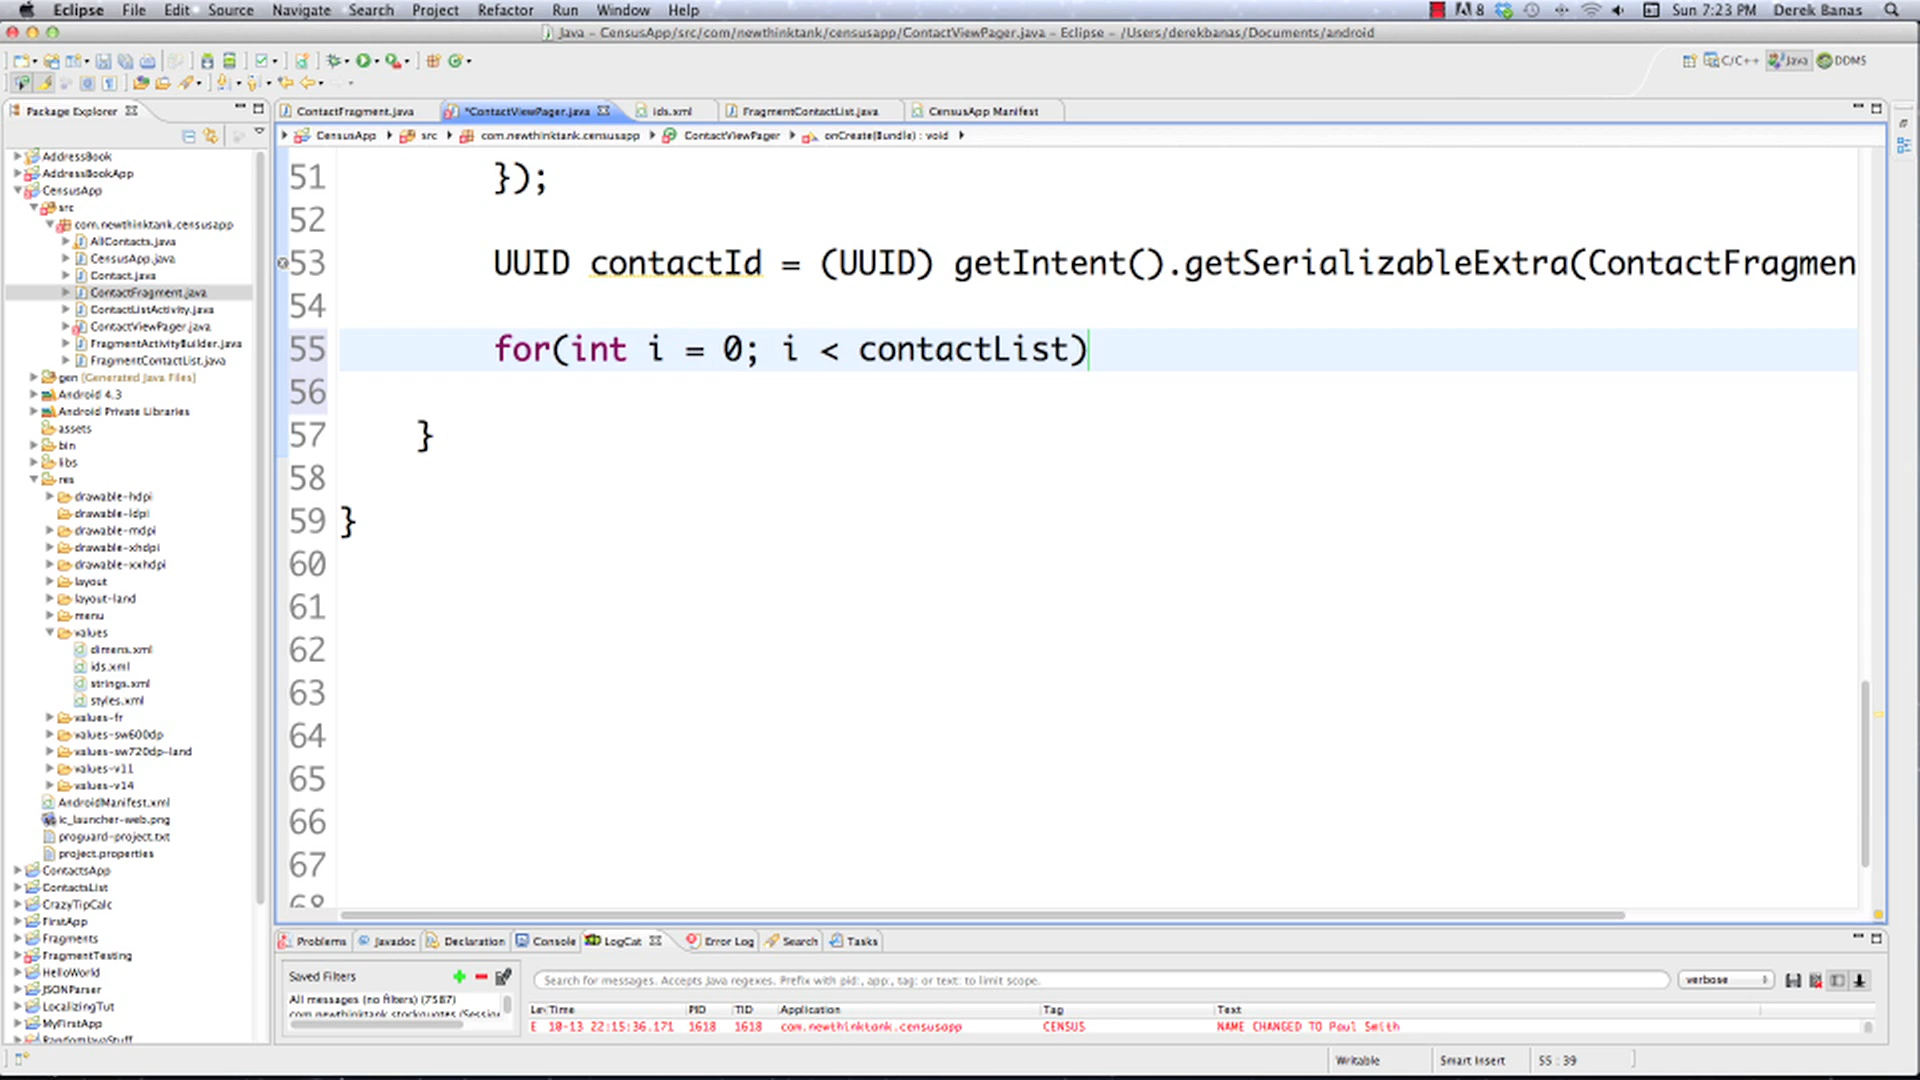 Eclipse File Edit Source Navigate Search Project Refactor Run Window Help 8 Sun 7:23 PM Derek Banas
Java – CensusApp/src/com/newthinktank/censusapp/ContactViewPager.java – Eclipse – /Users/derekbanas/Documents/android
C/C++ Java DDMS
Package Explorer
ContactFragment.java *ContactViewPager.java ids.xml FragmentContactList.java CensusApp Manifest
CensusApp src com.newthinktank.censusapp ContactViewPager onCreate(Bundle) : void
AddressBook
AddressBookApp
CensusApp
src
com.newthinktank.censusapp
AllContacts.java
CensusApp.java
Contact.java
ContactFragment.java
ContactListActivity.java
ContactViewPager.java
FragmentActivityBuilder.java
FragmentContactList.java
gen [Generated Java Files]
Android 4.3
Android Private Libraries
assets
bin
libs
res
drawable-hdpi
drawable-ldpi
drawable-mdpi
drawable-xhdpi
drawable-xxhdpi
layout
layout-land
menu
values
dimens.xml
ids.xml
strings.xml
styles.xml
values-fr
values-sw600dp
values-sw720dp-land
values-v11
values-v14
AndroidManifest.xml
ic_launcher-web.png
proguard-project.txt
project.properties
ContactsApp
ContactsList
CrazyTipCalc
FirstApp
Fragments
FragmentTesting
HelloWorld
JSONParser
LocalizingTut
MyFirstApp
RandomJavaStuff
51 });
52
53 UUID contactId = (UUID) getIntent().getSerializableExtra(ContactFragmen
54
55 for(int i = 0; i < contactList)
56
57 }
58
59 }
60
61
62
63
64
65
66
67
68
Problems Javadoc Declaration Console LogCat Error Log Search Tasks
Saved Filters
All messages (no filters) (7587)
com.newthinktank.stockquotes (Session
Search for messages. Accepts Java regexes. Prefix with pid:, app:, tag: or text: to limit scope.
verbose
Time PID TID Application Tag Text
E 10-13 22:15:36.171 1618 1618 com.newthinktank.censusapp CENSUS NAME CHANGED TO Paul Smith
Writable Smart Insert 55 : 39